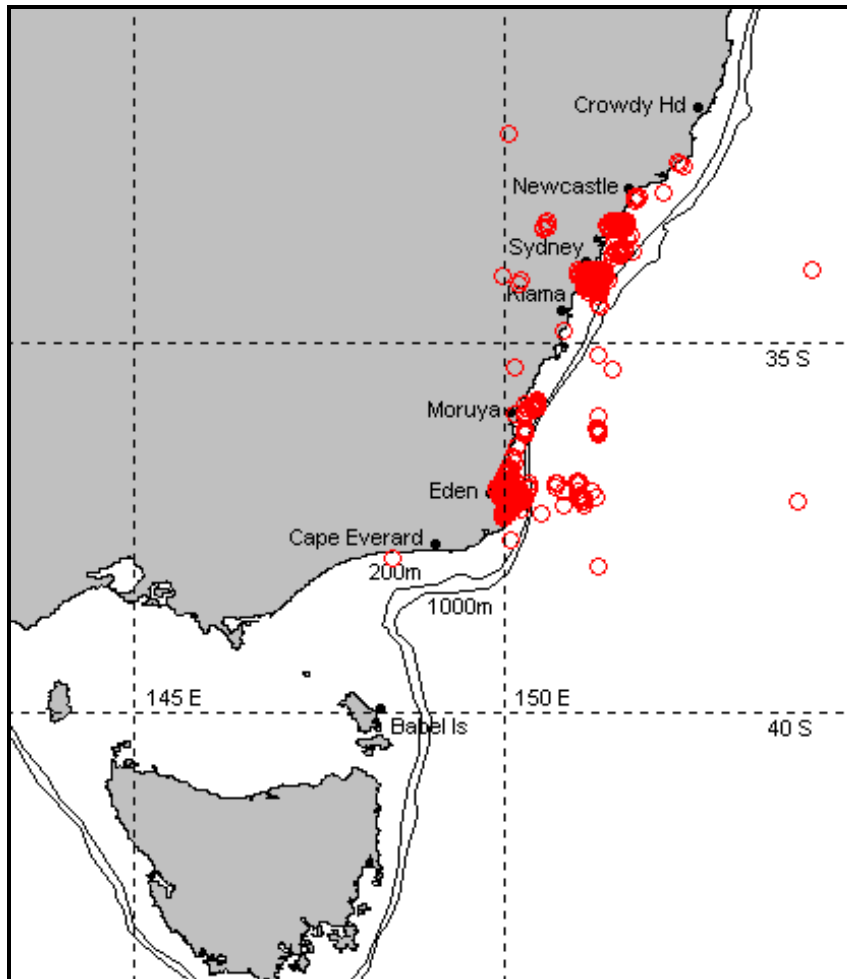 Crowdy Hd
Newcastle
Sydney
Kiama
35 S
Moruya
Eden
Cape Everard
200m
1000m
145 E
150 E
Babel Is
40 S